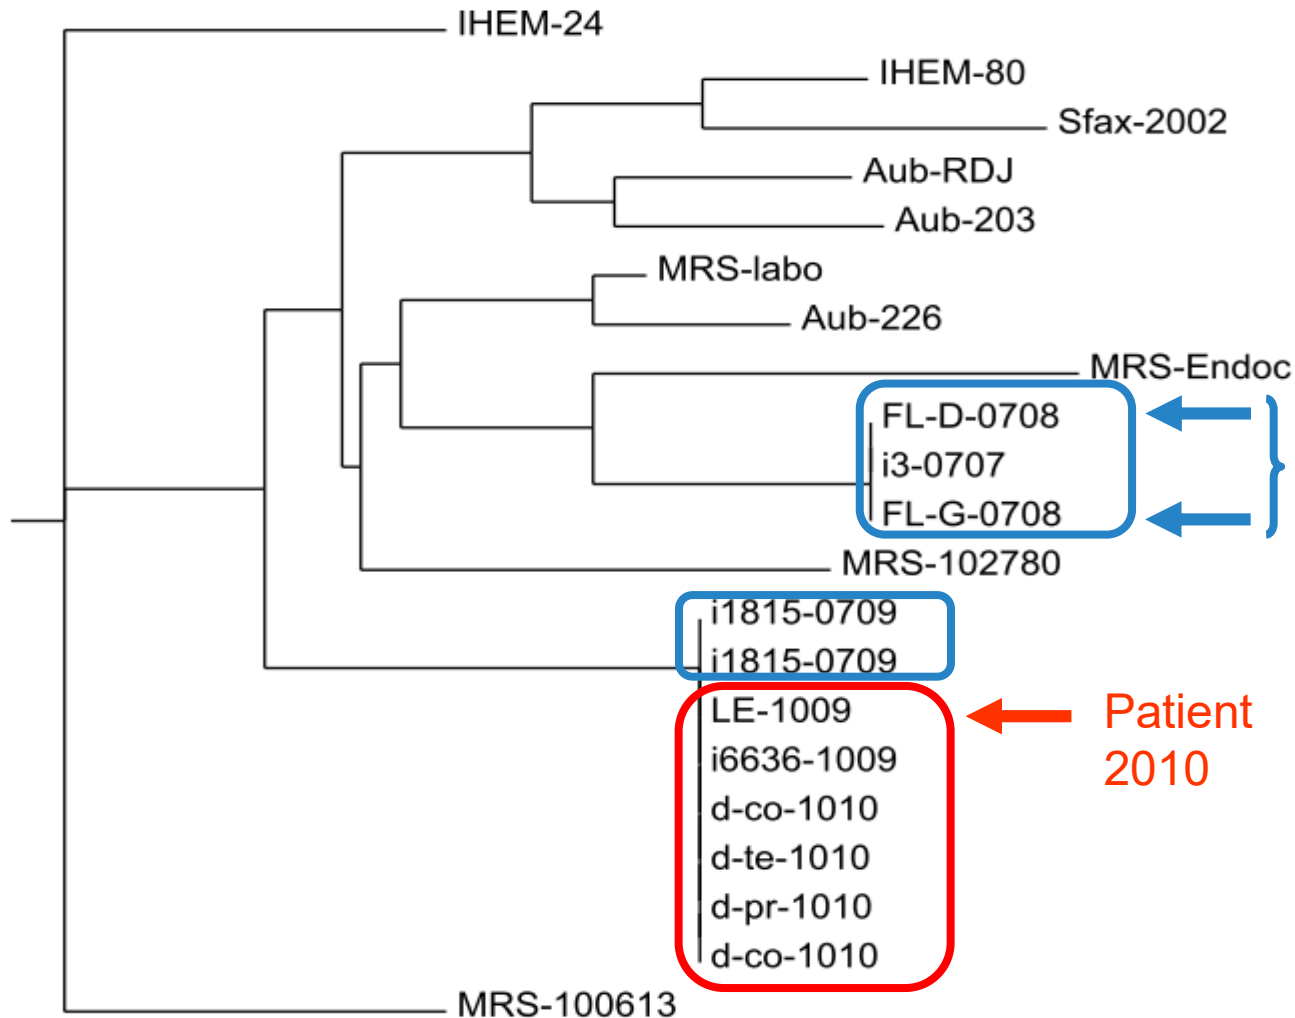 IHEM-24
IHEM-80
Sfax-2002
Aub-RDJ
Aub-203
MRS-labo
Aub-226
MRS-Endoc
FL-D-0708
i3-0707
FL-G-0708
MRS-102780
i1815-0709
i1815-0709
LE-1009
Patient
2010
i6636-1009
d-co-1010
d-te-1010
d-pr-1010
d-co-1010
MRS-100613